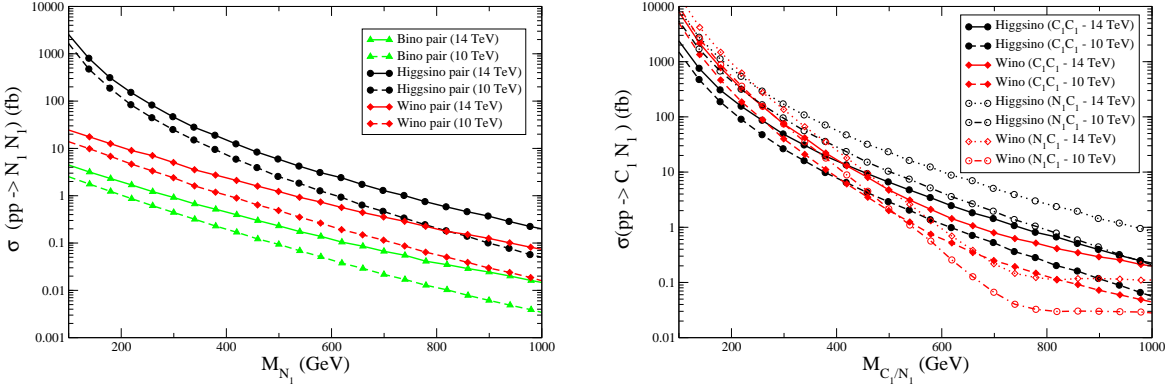 10000
1000
100
10
1
0.1
0.01
0.001
σ (pp -> N₁ N₁) (fb)
200
400
600
800
1000
M_N₁ (GeV)
Bino pair (14 TeV)
Bino pair (10 TeV)
Higgsino pair (14 TeV)
Higgsino pair (10 TeV)
Wino pair (14 TeV)
Wino pair (10 TeV)
10000
1000
100
10
1
0.1
0.01
σ(pp -> C₁ N₁ ) (fb)
200
400
600
800
1000
M_C₁/N₁ (GeV)
Higgsino (C₁C₁ - 14 TeV)
Higgsino (C₁C₁ - 10 TeV)
Wino (C₁C₁ - 14 TeV)
Wino (C₁C₁ - 10 TeV)
Higgsino (N₁C₁ - 14 TeV)
Higgsino (N₁C₁ - 10 TeV)
Wino (N₁C₁ - 14 TeV)
Wino (N₁C₁ - 10 TeV)